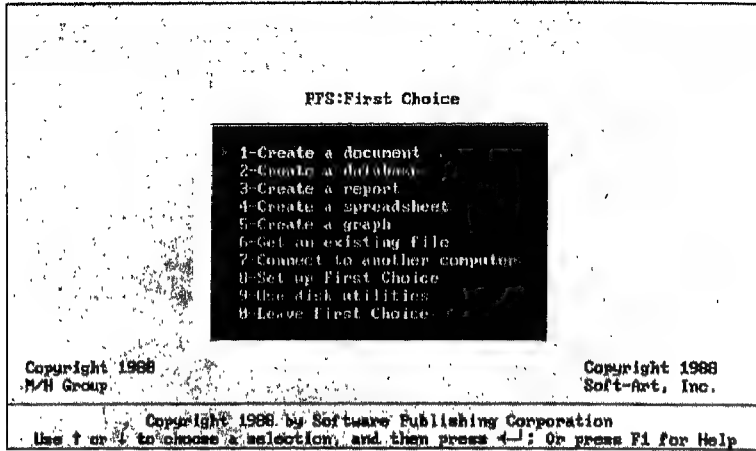 PFS:First Choice
1-Create a document
2-Create a database
3-Create a report
4-Create a spreadsheet
5-Create a graph
6-Get an existing file
7-Connect to another computer
8-Set up First Choice
9-Use disk utilities
0-Leave First Choice
Copyright 1988
M/H Group
Copyright 1988
Soft-Art, Inc.
Copyright 1988 by Software Publishing Corporation
Use ↑ or ↓ to choose a selection, and then press ←┘; Or press F1 for Help